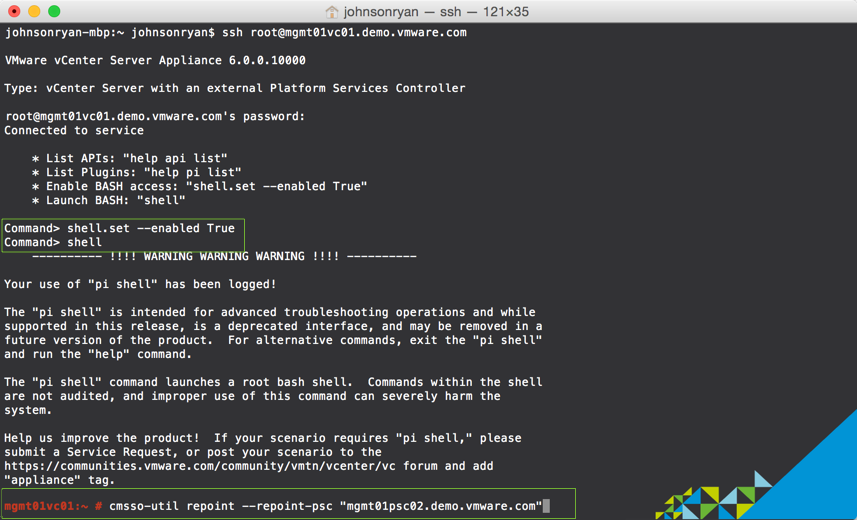 johnsonryan — ssh — 121×35
johnsonryan-mbp:~ johnsonryan$ ssh root@mgmt01vc01.demo.vmware.com
VMware vCenter Server Appliance 6.0.0.10000
Type: vCenter Server with an external Platform Services Controller
root@mgmt01vc01.demo.vmware.com's password:
Connected to service
* List APIs: "help api list"
* List Plugins: "help pi list"
* Enable BASH access: "shell.set --enabled True"
* Launch BASH: "shell"
Command> shell.set --enabled True
Command> shell
---------- !!!! WARNING WARNING WARNING !!!! ----------
Your use of "pi shell" has been logged!
The "pi shell" is intended for advanced troubleshooting operations and while
supported in this release, is a deprecated interface, and may be removed in a
future version of the product.  For alternative commands, exit the "pi shell"
and run the "help" command.
The "pi shell" command launches a root bash shell.  Commands within the shell
are not audited, and improper use of this command can severely harm the
system.
Help us improve the product!  If your scenario requires "pi shell," please
submit a Service Request, or post your scenario to the
https://communities.vmware.com/community/vmtn/vcenter/vc forum and add
"appliance" tag.
mgmt01vc01:~ # cmsso-util repoint --repoint-psc "mgmt01psc02.demo.vmware.com"